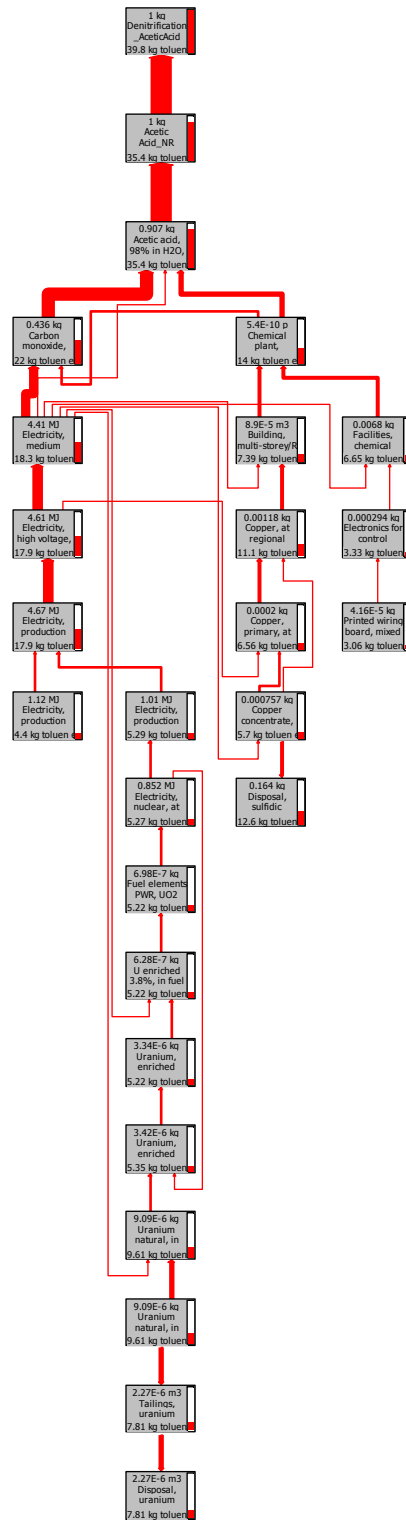 1 kg
Denitrification
_AceticAcid
39.8 kg toluen
1 kg
Acetic
Acid_NR
35.4 kg toluen
0.907 kg
Acetic acid,
98% in H2O,
35.4 kg toluen
0.436 kg
Carbon
monoxide,
22 kg toluen e
5.4E-10 p
Chemical
plant,
14 kg toluen e
4.41 MJ
Electricity,
medium
18.3 kg toluen
8.9E-5 m3
Building,
multi-storey/R
7.39 kg toluen
0.0068 kg
Facilities,
chemical
6.65 kg toluen
4.61 MJ
Electricity,
high voltage,
17.9 kg toluen
0.00118 kg
Copper, at
regional
11.1 kg toluen
0.000294 kg
Electronics for
control
3.33 kg toluen
4.67 MJ
Electricity,
production
17.9 kg toluen
0.0002 kg
Copper,
primary, at
6.56 kg toluen
4.16E-5 kg
Printed wiring
board, mixed
3.06 kg toluen
1.12 MJ
Electricity,
production
4.4 kg toluen e
1.01 MJ
Electricity,
production
5.29 kg toluen
0.000757 kg
Copper
concentrate,
5.7 kg toluen e
0.852 MJ
Electricity,
nuclear, at
5.27 kg toluen
0.164 kg
Disposal,
sulfidic
12.6 kg toluen
6.98E-7 kg
Fuel elements
PWR, UO2
5.22 kg toluen
6.28E-7 kg
U enriched
3.8%, in fuel
5.22 kg toluen
3.34E-6 kg
Uranium,
enriched
5.22 kg toluen
3.42E-6 kg
Uranium,
enriched
5.35 kg toluen
9.09E-6 kg
Uranium
natural, in
9.61 kg toluen
9.09E-6 kg
Uranium
natural, in
9.61 kg toluen
2.27E-6 m3
Tailings,
uranium
7.81 kg toluen
2.27E-6 m3
Disposal,
uranium
7.81 kg toluen